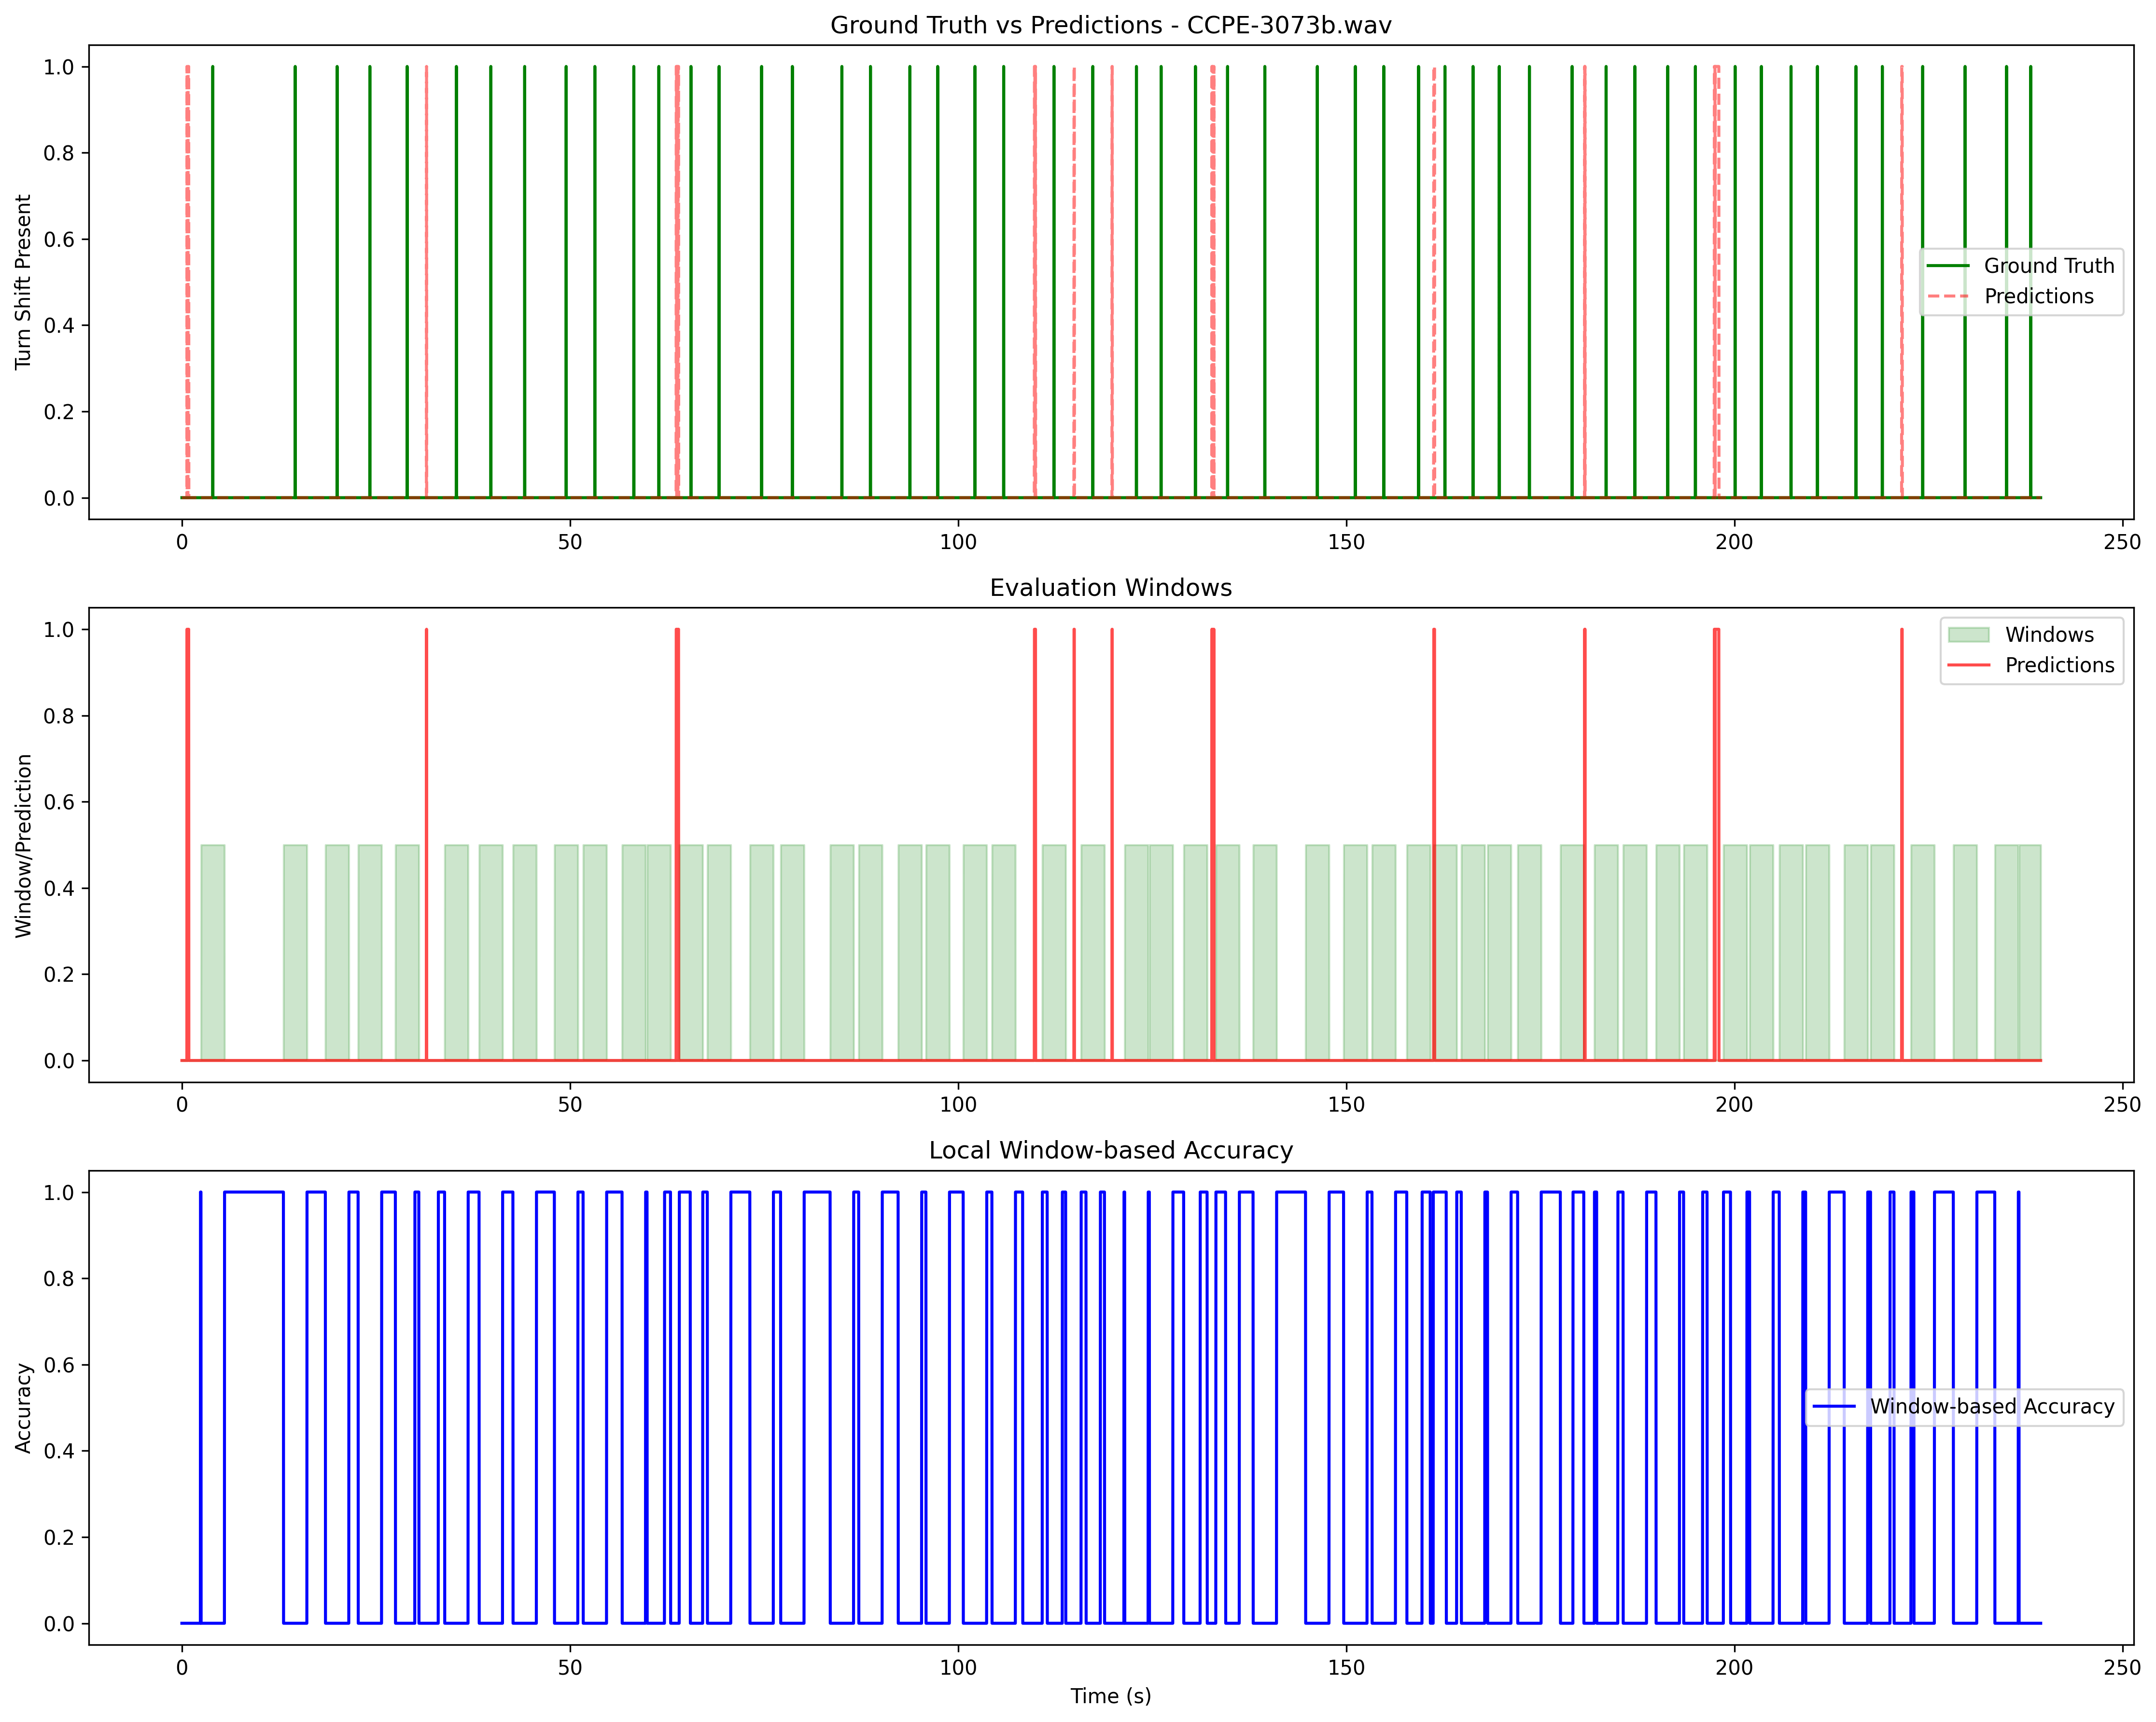 Ground Truth vs Predictions - CCPE-3073b.wav
1.0
0.8
0.6
0.4
0.2
0.0
Turn Shift Present
Ground Truth
Predictions
0 50 100 150 200 250
Evaluation Windows
1.0
0.8
0.6
0.4
0.2
0.0
Window/Prediction
Windows
Predictions
0 50 100 150 200 250
Local Window-based Accuracy
1.0
0.8
0.6
0.4
0.2
0.0
Accuracy
Window-based Accuracy
0 50 100 150 200 250
Time (s)